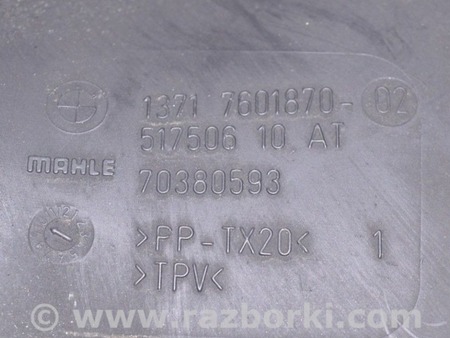 1371 7601870- 02
517506 10 AT
MAHLE
70380593
>PP-TX20< 1
>TPV<
© www.razborki.com